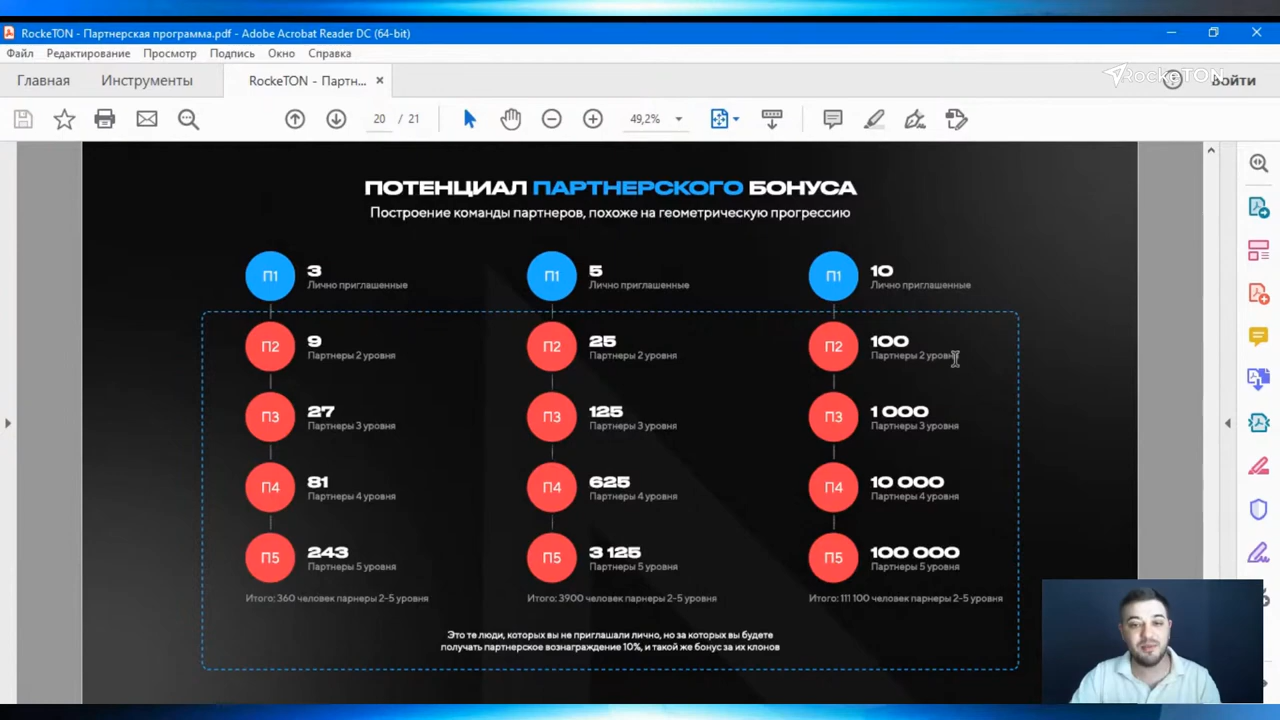 RockeTON - Партнерская программа.pdf - Adobe Acrobat Reader DC (64-bit)
Файл Редактирование Просмотр Подпись Окно Справка
Главная Инструменты RockeTON - Партн... × RockeTON Войти
20 / 21 49,2%
ПОТЕНЦИАЛ ПАРТНЕРСКОГО БОНУСА
Построение команды партнеров, похоже на геометрическую прогрессию
П1 3
Лично приглашенные
П2 9
Партнеры 2 уровня
П3 27
Партнеры 3 уровня
П4 81
Партнеры 4 уровня
П5 243
Партнеры 5 уровня
Итого: 360 человек парнеры 2-5 уровня
П1 5
Лично приглашенные
П2 25
Партнеры 2 уровня
П3 125
Партнеры 3 уровня
П4 625
Партнеры 4 уровня
П5 3 125
Партнеры 5 уровня
Итого: 3900 человек парнеры 2-5 уровня
П1 10
Лично приглашенные
П2 100
Партнеры 2 уровня
П3 1 000
Партнеры 3 уровня
П4 10 000
Партнеры 4 уровня
П5 100 000
Партнеры 5 уровня
Итого: 111 100 человек парнеры 2-5 уровня
Это те люди, которых вы не приглашали лично, но за которых вы будете
получать партнерское вознаграждение 10%, и такой же бонус за их клонов